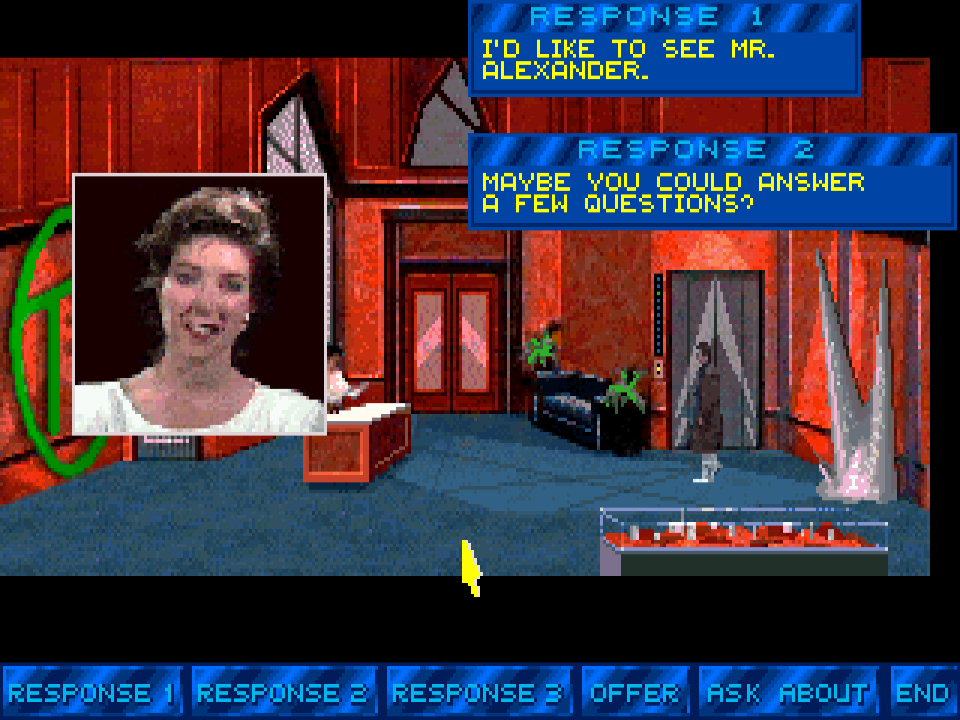 RESPONSE 1
I'D LIKE TO SEE MR.
ALEXANDER.
RESPONSE 2
MAYBE YOU COULD ANSWER
A FEW QUESTIONS?
RESPONSE 1
RESPONSE 2
RESPONSE 3
OFFER
ASK ABOUT
END